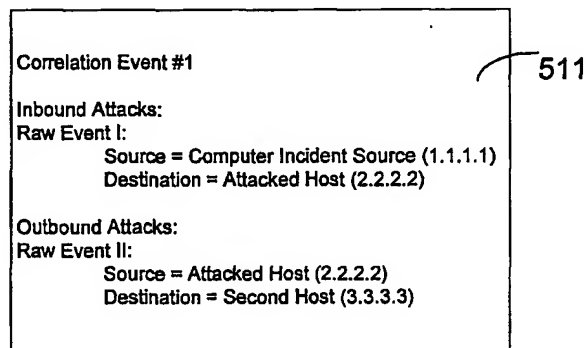 Correlation Event #1
511
Inbound Attacks:
Raw Event I:
Source = Computer Incident Source (1.1.1.1)
Destination = Attacked Host (2.2.2.2)
Outbound Attacks:
Raw Event II:
Source = Attacked Host (2.2.2.2)
Destination = Second Host (3.3.3.3)